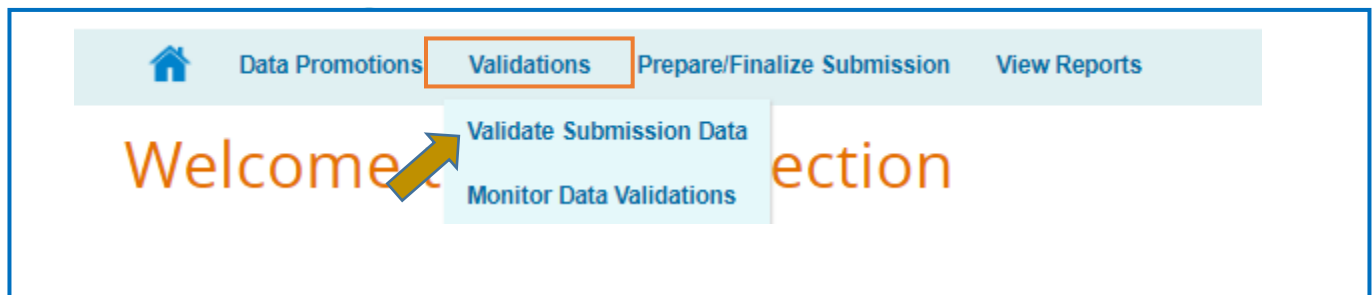 Data Promotions Validations Prepare/Finalize Submission View Reports
Validate Submission Data
Welcome ection
Monitor Data Validations